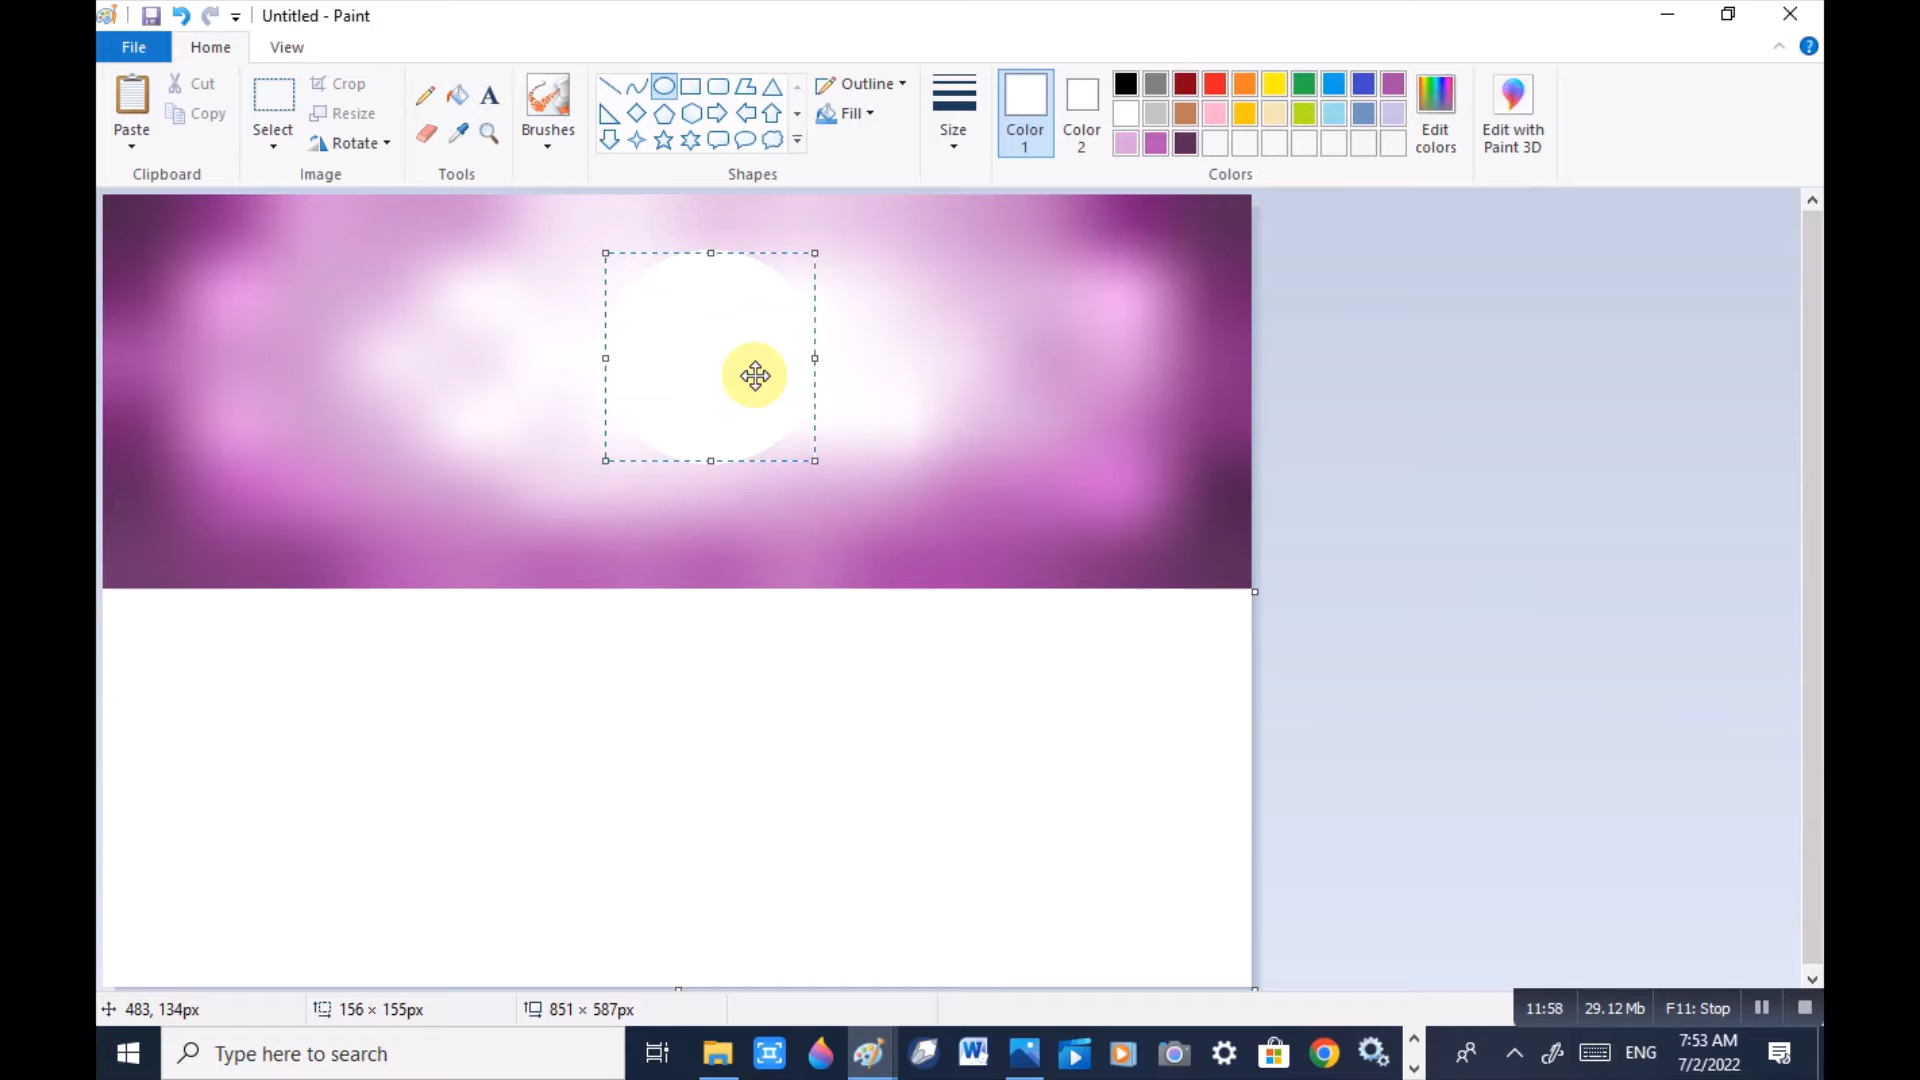 Untitled - Paint
File Home View
Paste
Cut
Copy
Clipboard
Select
Crop
Resize
Rotate
Image
A
Tools
Brushes
Outline
Fill
Shapes
Size
Color
1
Color
2
Edit
colors
Colors
Edit with
Paint 3D
483, 134px
156 × 155px
851 × 587px
11:58
29.12 Mb
F11: Stop
Type here to search
W
ENG
7:53 AM
7/2/2022